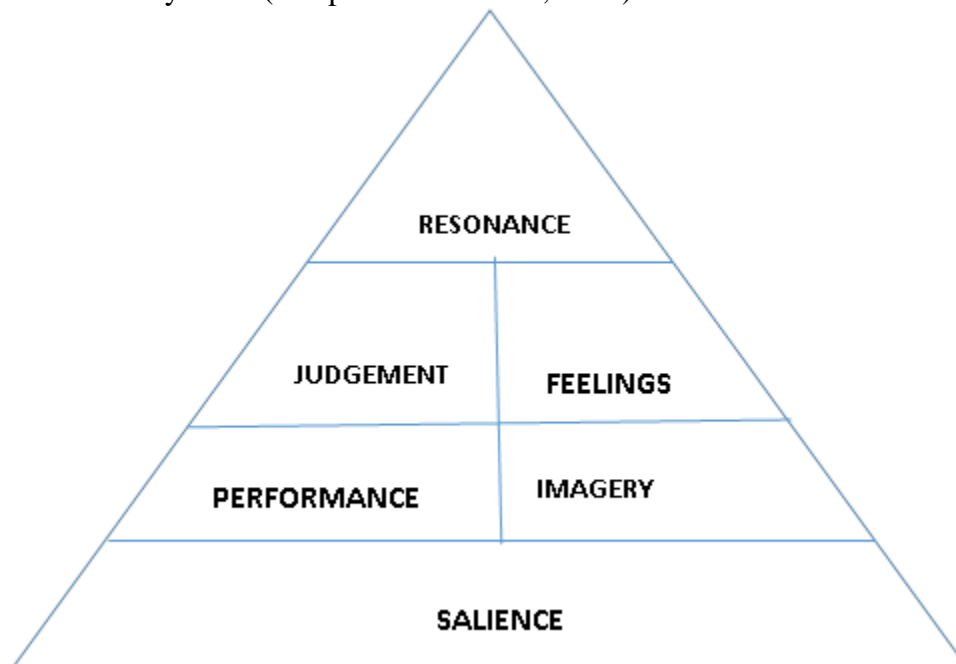 RESONANCE
JUDGEMENT
FEELINGS
PERFORMANCE
IMAGERY
SALIENCE